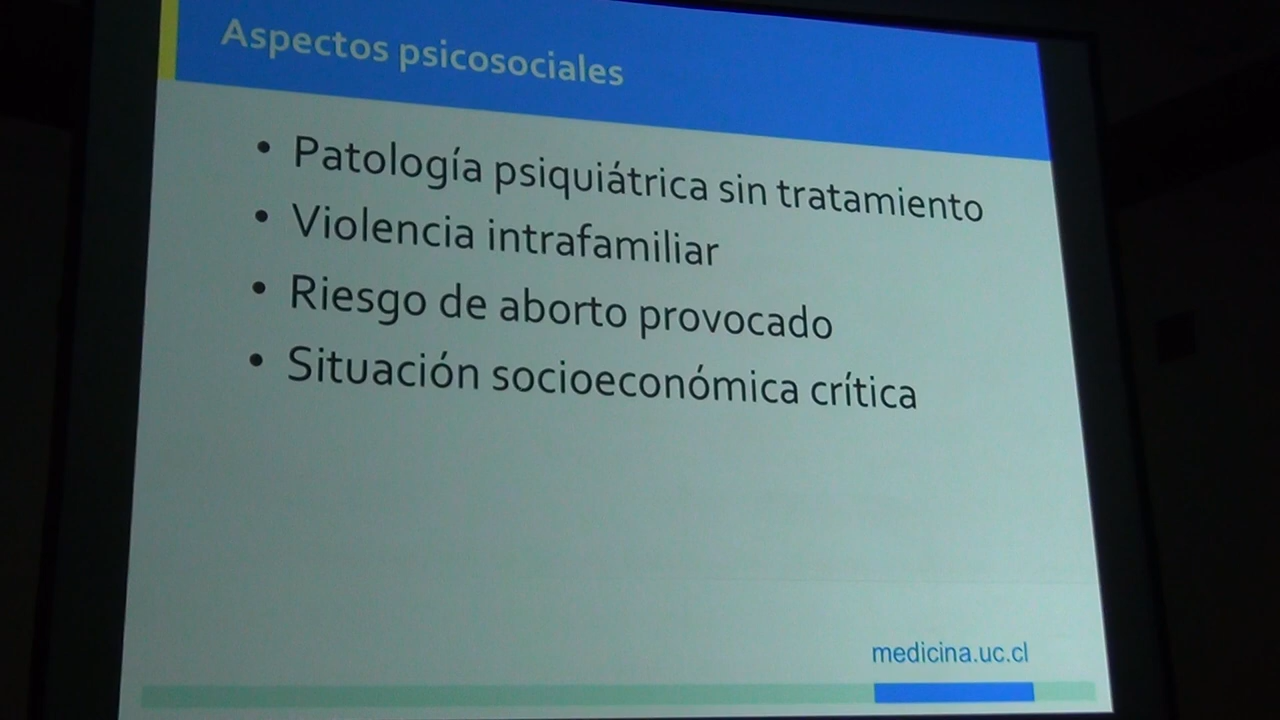 Aspectos psicosociales
• Patología psiquiátrica sin tratamiento
• Violencia intrafamiliar
• Riesgo de aborto provocado
• Situación socioeconómica crítica
medicina.uc.cl